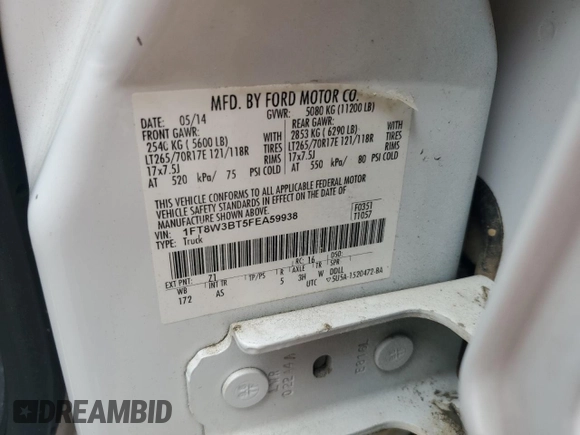 MFD. BY FORD MOTOR CO.
DATE: 05/14 GVWR: 5080 KG (11200 LB)
FRONT GAWR: REAR GAWR:
2540 KG ( 5600 LB) WITH 2853 KG ( 6290 LB) WITH
LT265/70R17E 121/118R TIRES LT265/70R17E 121/118R TIRES
17x7.5J RIMS 17x7.5J RIMS
AT 520 kPa/ 75 PSI COLD AT 550 kPa/ 80 PSI COLD
THIS VEHICLE CONFORMS TO ALL APPLICABLE FEDERAL MOTOR
VEHICLE SAFETY STANDARDS IN EFFECT ON THE DATE OF
MANUFACTURE SHOWN ABOVE.
VIN: 1FT8W3BT5FEA59938 F0351
TYPE: Truck T1057
EXT PNT: Z1 RC: 16 DSO:
WB INT TR TP/PS R AXLE TR SPR
172 AS 5 3H W DDLL
UTC 5U5A-1520472-BA
DREAMBID